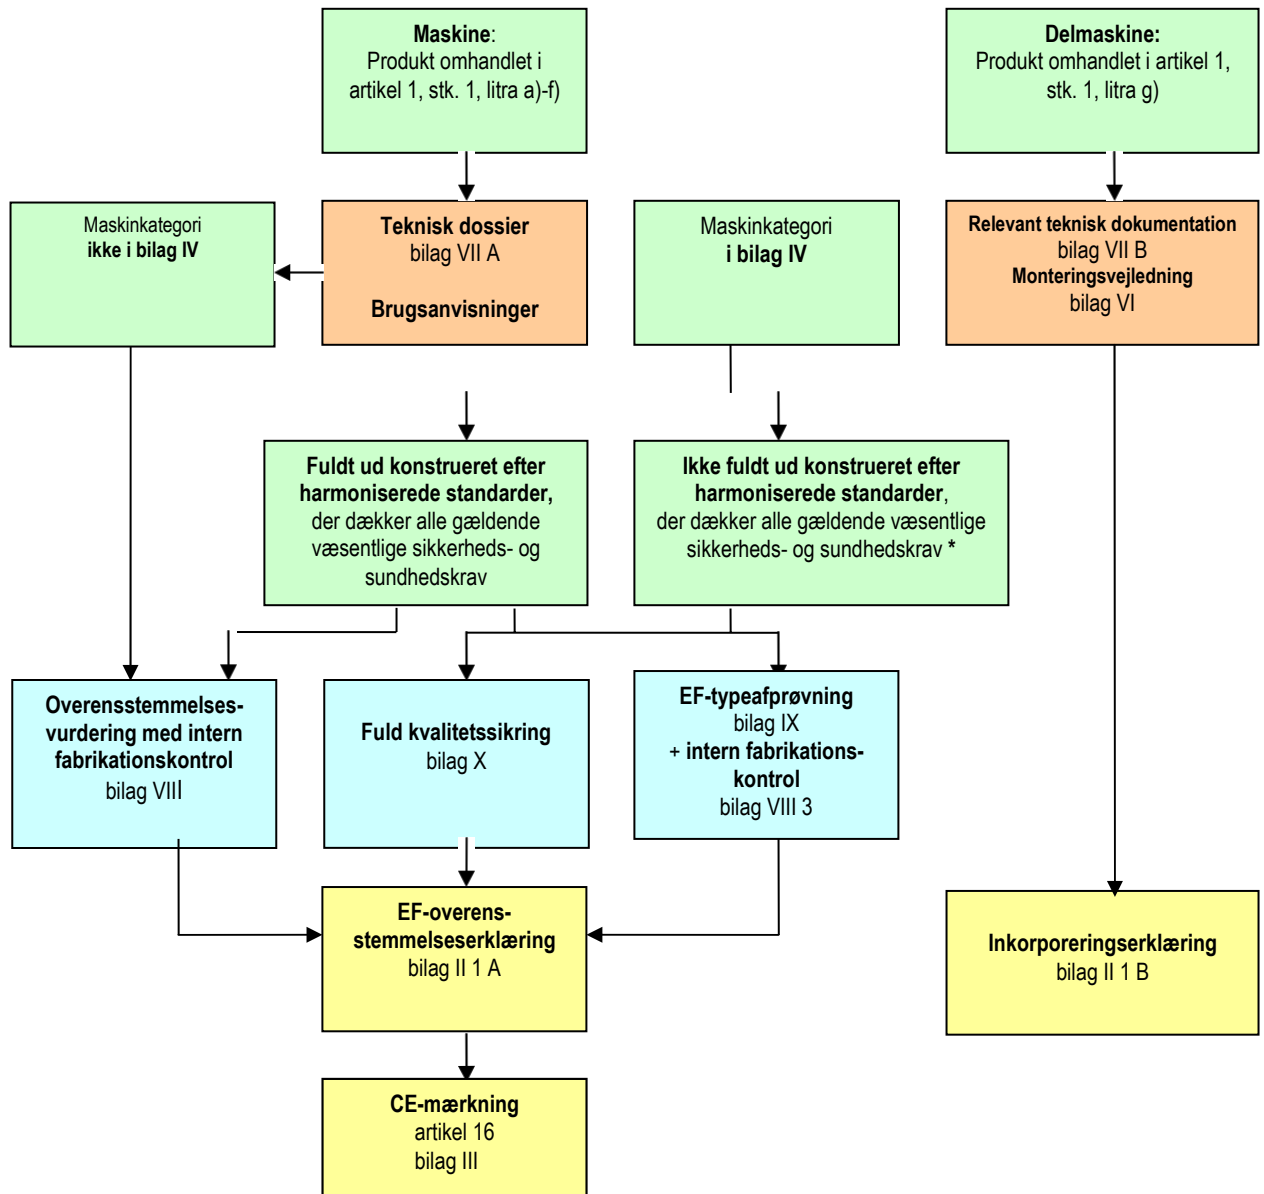 Maskine:
Produkt omhandlet i
artikel 1, stk. 1, litra a)-f)
Delmaskine:
Produkt omhandlet i artikel 1,
stk. 1, litra g)
Maskinkategori
ikke i bilag IV
Teknisk dossier
bilag VII A
Brugsanvisninger
Maskinkategori
i bilag IV
Relevant teknisk dokumentation
bilag VII B
Monteringsvejledning
bilag VI
Fuldt ud konstrueret efter
harmoniserede standarder,
der dækker alle gældende
væsentlige sikkerheds- og
sundhedskrav
Ikke fuldt ud konstrueret efter
harmoniserede standarder,
der dækker alle gældende væsentlige
sikkerheds- og sundhedskrav *
Overensstemmelses-
vurdering med intern
fabrikationskontrol
bilag VIII
Fuld kvalitetssikring
bilag X
EF-typeafprøvning
bilag IX
+ intern fabrikations-
kontrol
bilag VIII 3
EF-overens-
stemmelseserklæring
bilag II 1 A
Inkorporeringserklæring
bilag II 1 B
CE-mærkning
artikel 16
bilag III